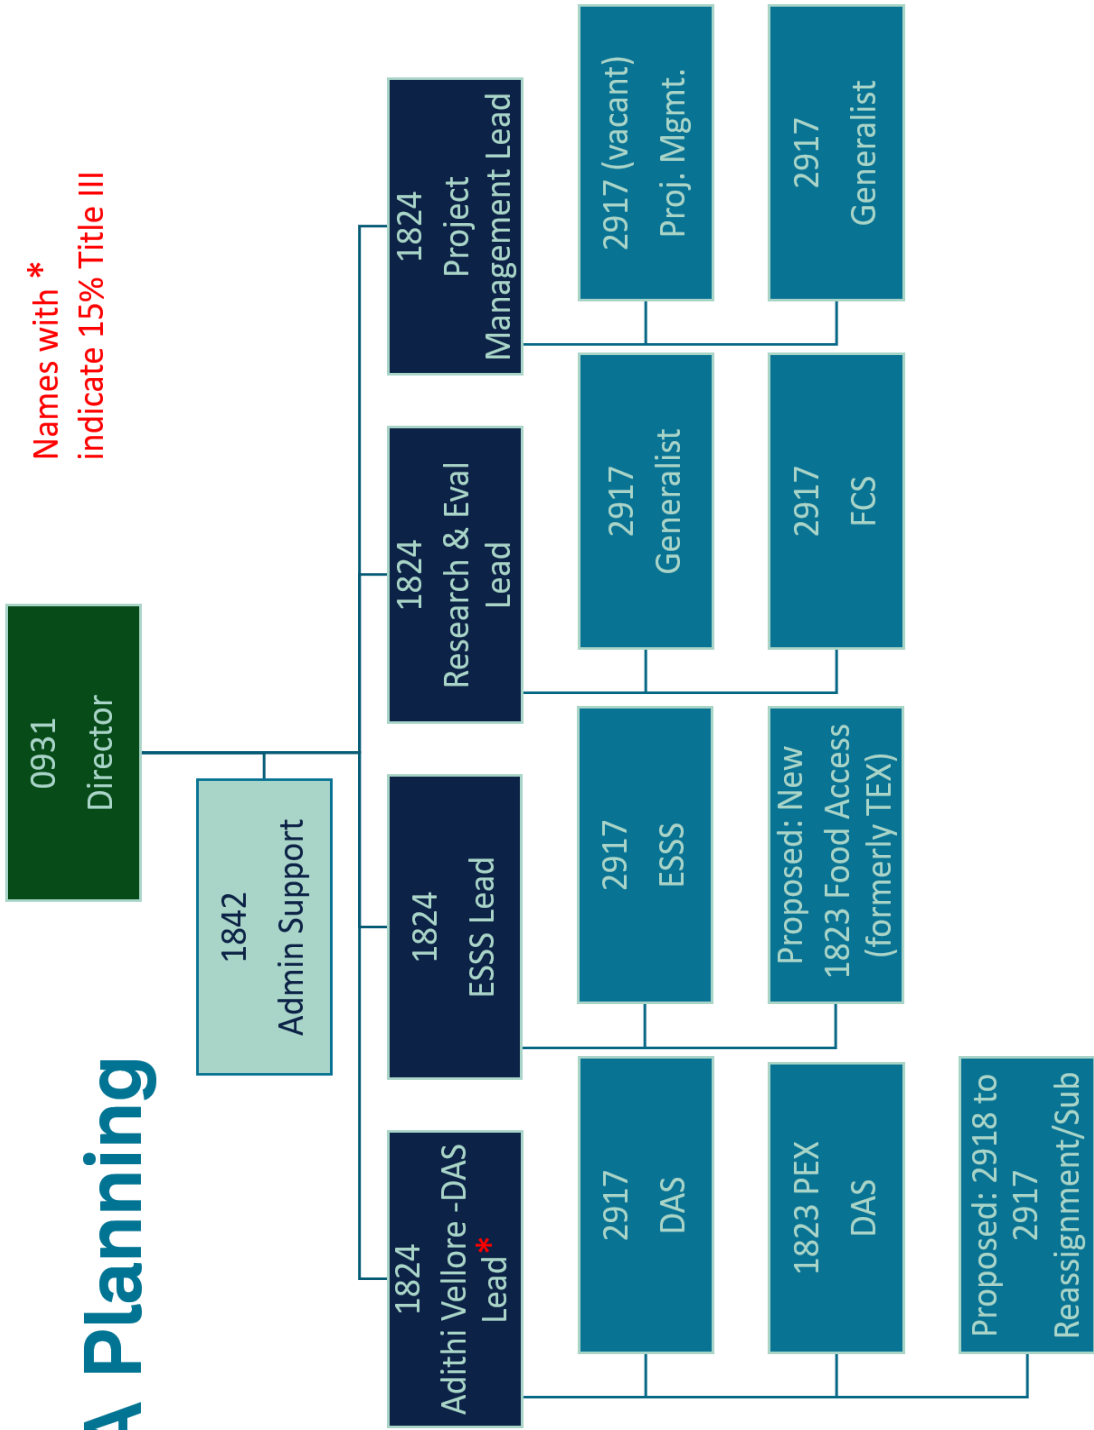 A Planning
Names with *
indicate 15% Title III
0931
Director
1842
Admin Support
1824
Adithi Vellore -DAS
Lead*
1824
ESSS Lead
1824
Research & Eval
Lead
1824
Project
Management Lead
2917
DAS
2917
ESSS
2917
Generalist
2917 (vacant)
Proj. Mgmt.
1823 PEX
DAS
Proposed: New
1823 Food Access
(formerly TEX)
2917
FCS
2917
Generalist
Proposed: 2918 to
2917
Reassignment/Sub